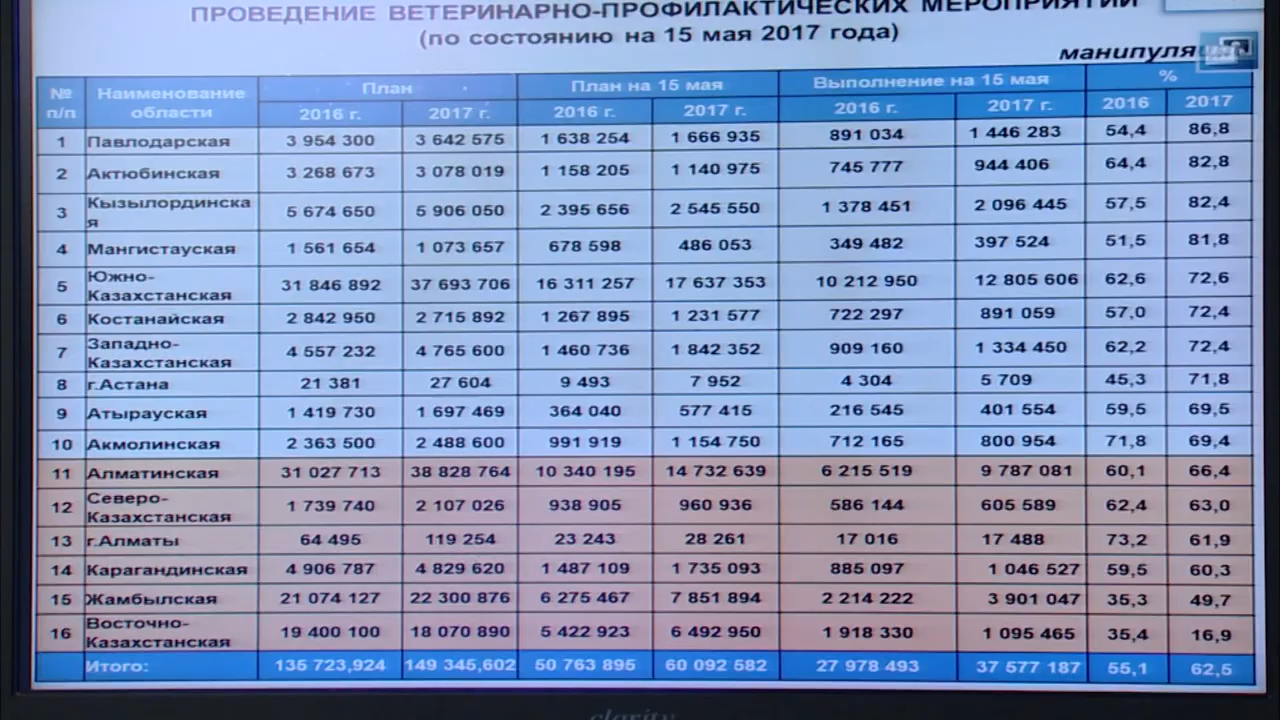 ПРОВЕДЕНИЕ ВЕТЕРИНАРНО-ПРОФИЛАКТИЧЕСКИХ МЕРОПРИЯТИЙ
(по состоянию на 15 мая 2017 года)
№ п/п Наименование области План План на 15 мая Выполнение на 15 мая %
2016 г. 2017 г. 2016 г. 2017 г. 2016 г. 2017 г. 2016 2017
1 Павлодарская 3 954 300 3 642 575 1 638 254 1 666 935 891 034 1 446 283 54,4 86,8
2 Актюбинская 3 268 673 3 078 019 1 158 205 1 140 975 745 777 944 406 64,4 82,8
3 Кызылординска
я 5 674 650 5 906 050 2 395 656 2 545 550 1 378 451 2 096 445 57,5 82,4
4 Мангистауская 1 561 654 1 073 657 678 598 486 053 349 482 397 524 51,5 81,8
5 Южно-
Казахстанская 31 846 892 37 693 706 16 311 257 17 637 353 10 212 950 12 805 606 62,6 72,6
6 Костанайская 2 842 950 2 715 892 1 267 895 1 231 577 722 297 891 059 57,0 72,4
7 Западно-
Казахстанская 4 557 232 4 765 600 1 460 736 1 842 352 909 160 1 334 450 62,2 72,4
8 г.Астана 21 381 27 604 9 493 7 952 4 304 5 709 45,3 71,8
9 Атырауская 1 419 730 1 697 469 364 040 577 415 216 545 401 554 59,5 69,5
10 Акмолинская 2 363 500 2 488 600 991 919 1 154 750 712 165 800 954 71,8 69,4
11 Алматинская 31 027 713 38 828 764 10 340 195 14 732 639 6 215 519 9 787 081 60,1 66,4
12 Северо-
Казахстанская 1 739 740 2 107 026 938 905 960 936 586 144 605 589 62,4 63,0
13 г.Алматы 64 495 119 254 23 243 28 261 17 016 17 488 73,2 61,9
14 Карагандинская 4 906 787 4 829 620 1 487 109 1 735 093 885 097 1 046 527 59,5 60,3
15 Жамбылская 21 074 127 22 300 876 6 275 467 7 851 894 2 214 222 3 901 047 35,3 49,7
16 Восточно-
Казахстанская 19 400 100 18 070 890 5 422 923 6 492 950 1 918 330 1 095 465 35,4 16,9
Итого: 135 723,924 149 345,602 50 763 895 60 092 582 27 978 493 37 577 187 55,1 62,5